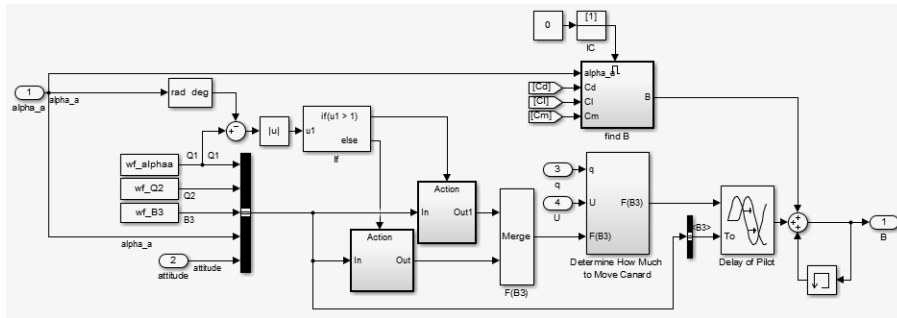 0
[1]
IC
1
alpha_a
alpha_a
rad deg
|u|
u1
if(u1 > 1)
else
If
alpha_a
Cd
Cl
Cm
B
find B
[Cd]
[Cl]
[Cm]
wf_alphaa
Q1
Q1
wf_Q2
Q2
wf_B3
B3
alpha_a
2
attitude
attitude
Action
In
Out1
Action
In
Out
Merge
F(B3)
3
q
4
U
q
U
F(B3)
F(B3)
Determine How Much
to Move Canard
<B3>
To
Delay of Pilot
1
B